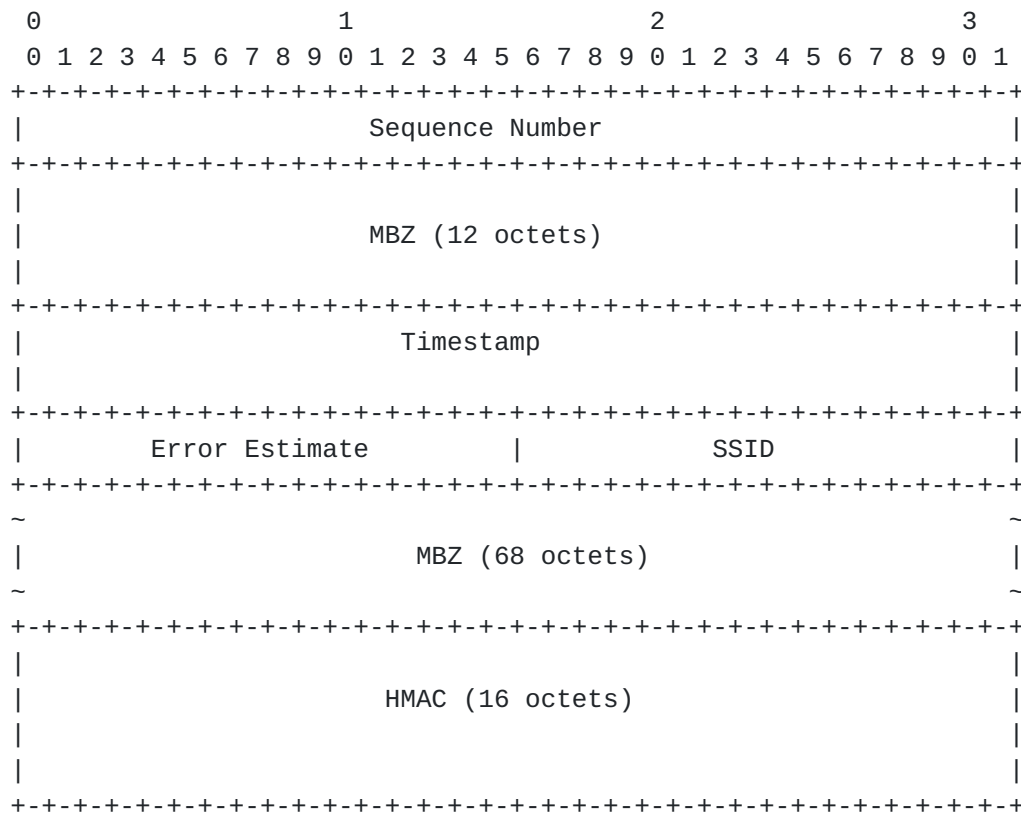 0                   1                   2                   3
 0 1 2 3 4 5 6 7 8 9 0 1 2 3 4 5 6 7 8 9 0 1 2 3 4 5 6 7 8 9 0 1
+-+-+-+-+-+-+-+-+-+-+-+-+-+-+-+-+-+-+-+-+-+-+-+-+-+-+-+-+-+-+-+-+
|                      Sequence Number                          |
+-+-+-+-+-+-+-+-+-+-+-+-+-+-+-+-+-+-+-+-+-+-+-+-+-+-+-+-+-+-+-+-+
|                                                               |
|                      MBZ (12 octets)                          |
|                                                               |
+-+-+-+-+-+-+-+-+-+-+-+-+-+-+-+-+-+-+-+-+-+-+-+-+-+-+-+-+-+-+-+-+
|                        Timestamp                              |
|                                                               |
+-+-+-+-+-+-+-+-+-+-+-+-+-+-+-+-+-+-+-+-+-+-+-+-+-+-+-+-+-+-+-+-+
|        Error Estimate         |            SSID               |
+-+-+-+-+-+-+-+-+-+-+-+-+-+-+-+-+-+-+-+-+-+-+-+-+-+-+-+-+-+-+-+-+
~                                                               ~
|                         MBZ (68 octets)                       |
~                                                               ~
+-+-+-+-+-+-+-+-+-+-+-+-+-+-+-+-+-+-+-+-+-+-+-+-+-+-+-+-+-+-+-+-+
|                                                               |
|                       HMAC (16 octets)                        |
|                                                               |
|                                                               |
+-+-+-+-+-+-+-+-+-+-+-+-+-+-+-+-+-+-+-+-+-+-+-+-+-+-+-+-+-+-+-+-+